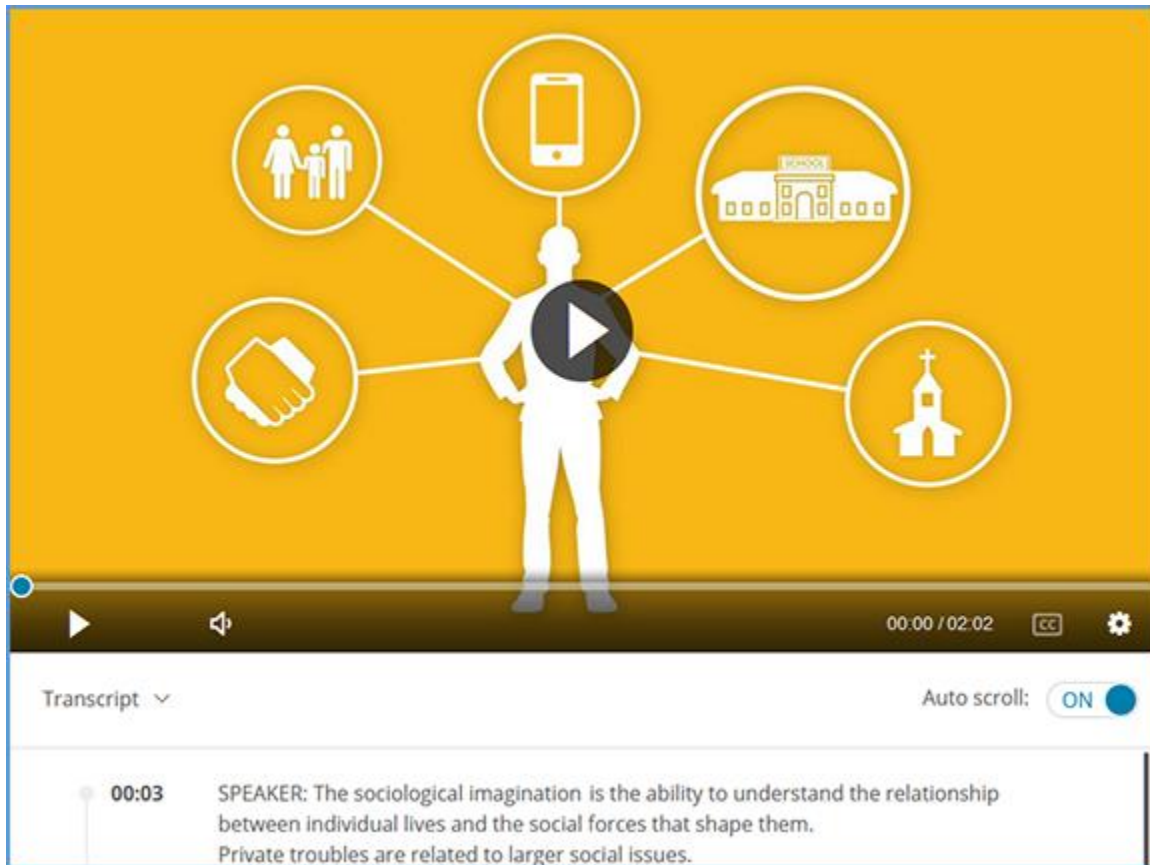 SCHOOL
00:00 / 02:02
CC
Transcript
Auto scroll:
ON
00:03
SPEAKER: The sociological imagination is the ability to understand the relationship
between individual lives and the social forces that shape them.
Private troubles are related to larger social issues.